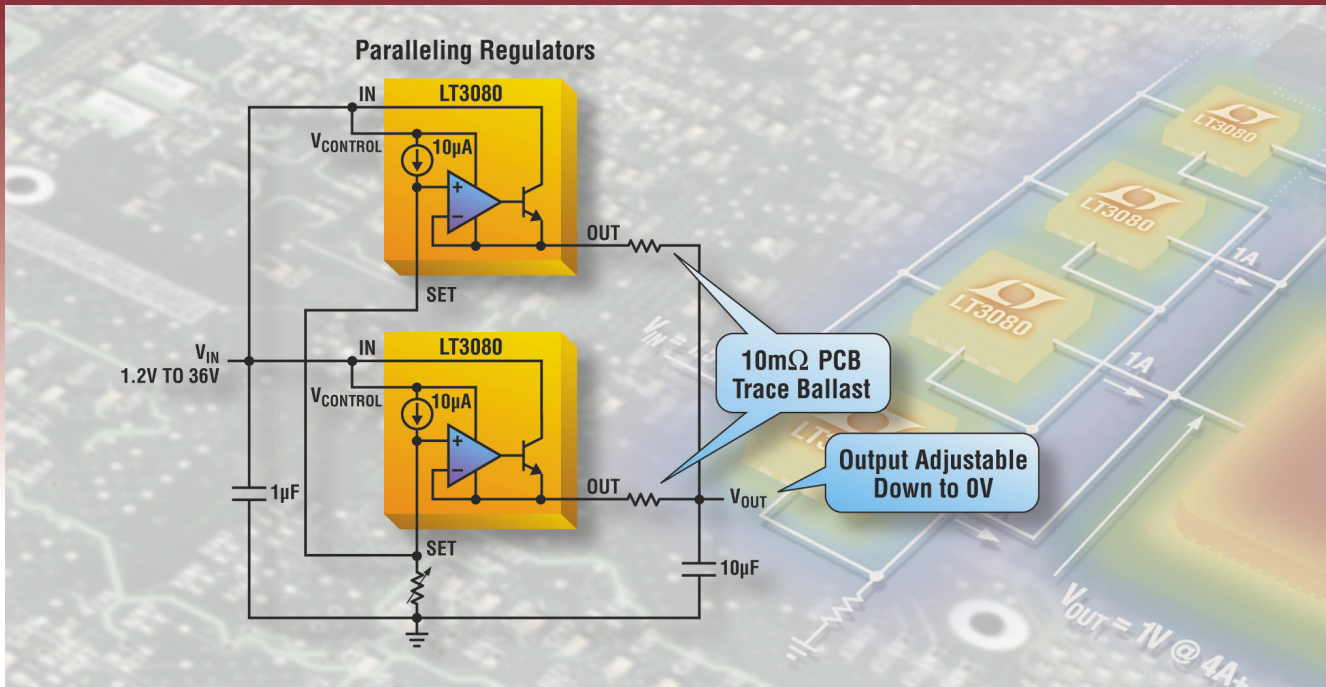 Paralleling Regulators
IN
LT3080
VCONTROL
10µA
+
–
OUT
SET
VIN
1.2V TO 36V
IN
LT3080
VCONTROL
10µA
+
–
OUT
SET
1µF
10µF
VOUT
10mΩ PCB
Trace Ballast
Output Adjustable
Down to 0V
LT3080
LT3080
LT3080
1A
1A
VOUT = 1V @ 4A+